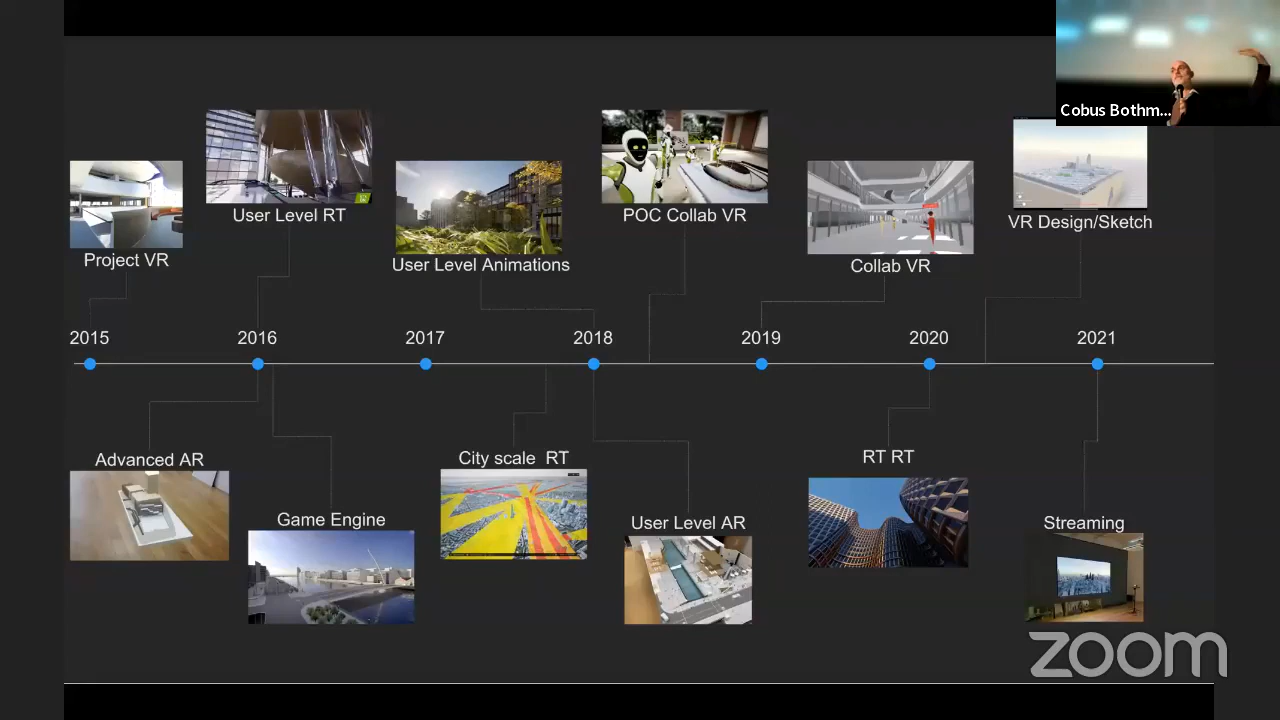 Cobus Bothm...
User Level RT
POC Collab VR
VR Design/Sketch
Project VR
User Level Animations
Collab VR
2015
2016
2017
2018
2019
2020
2021
Advanced AR
City scale RT
RT RT
Game Engine
User Level AR
Streaming
zoom